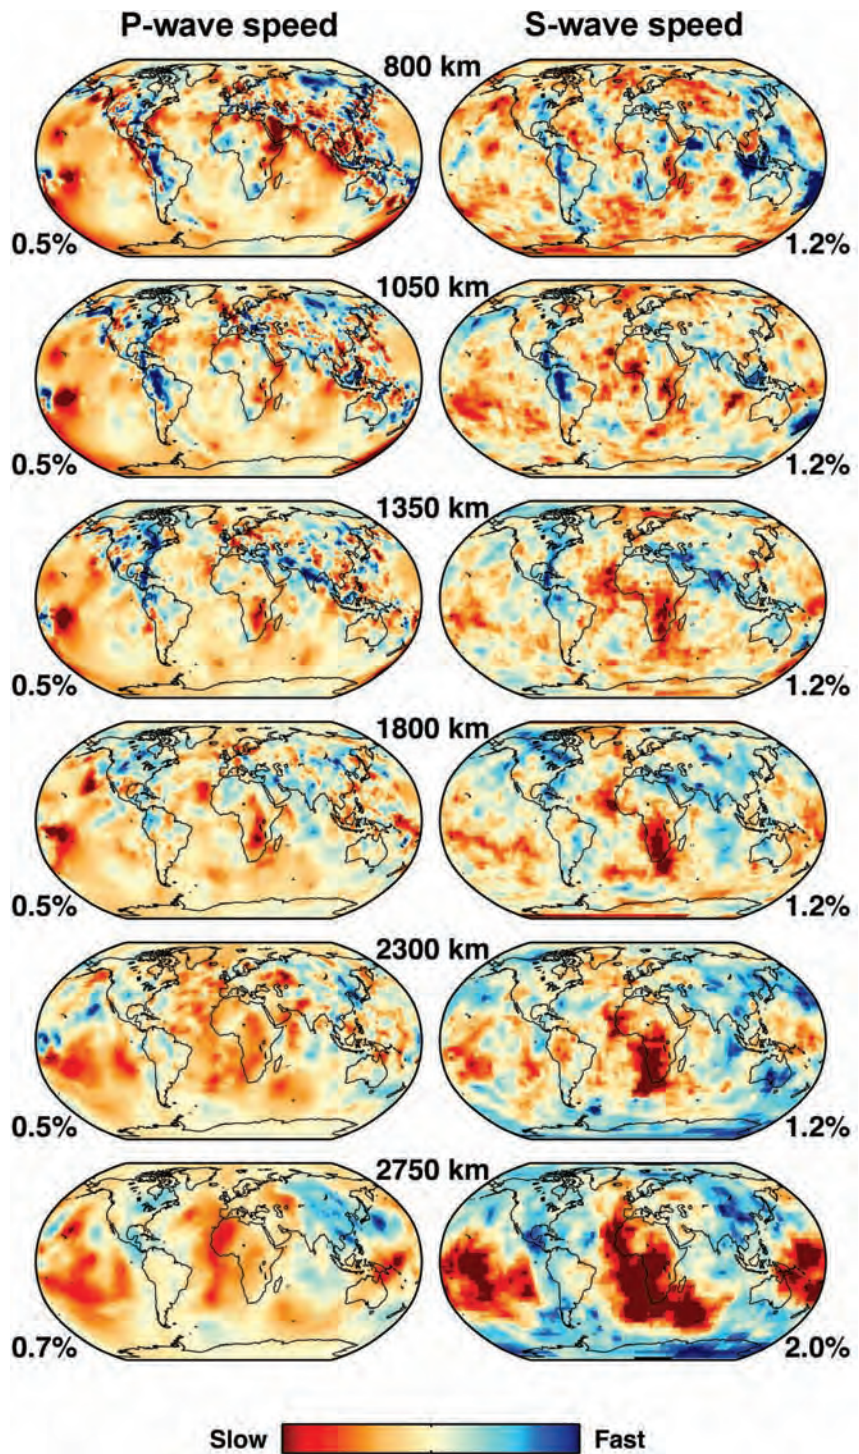 P-wave speed S-wave speed
800 km
0.5% 1.2%
1050 km
0.5% 1.2%
1350 km
0.5% 1.2%
1800 km
0.5% 1.2%
2300 km
0.5% 1.2%
2750 km
0.7% 2.0%
Slow Fast